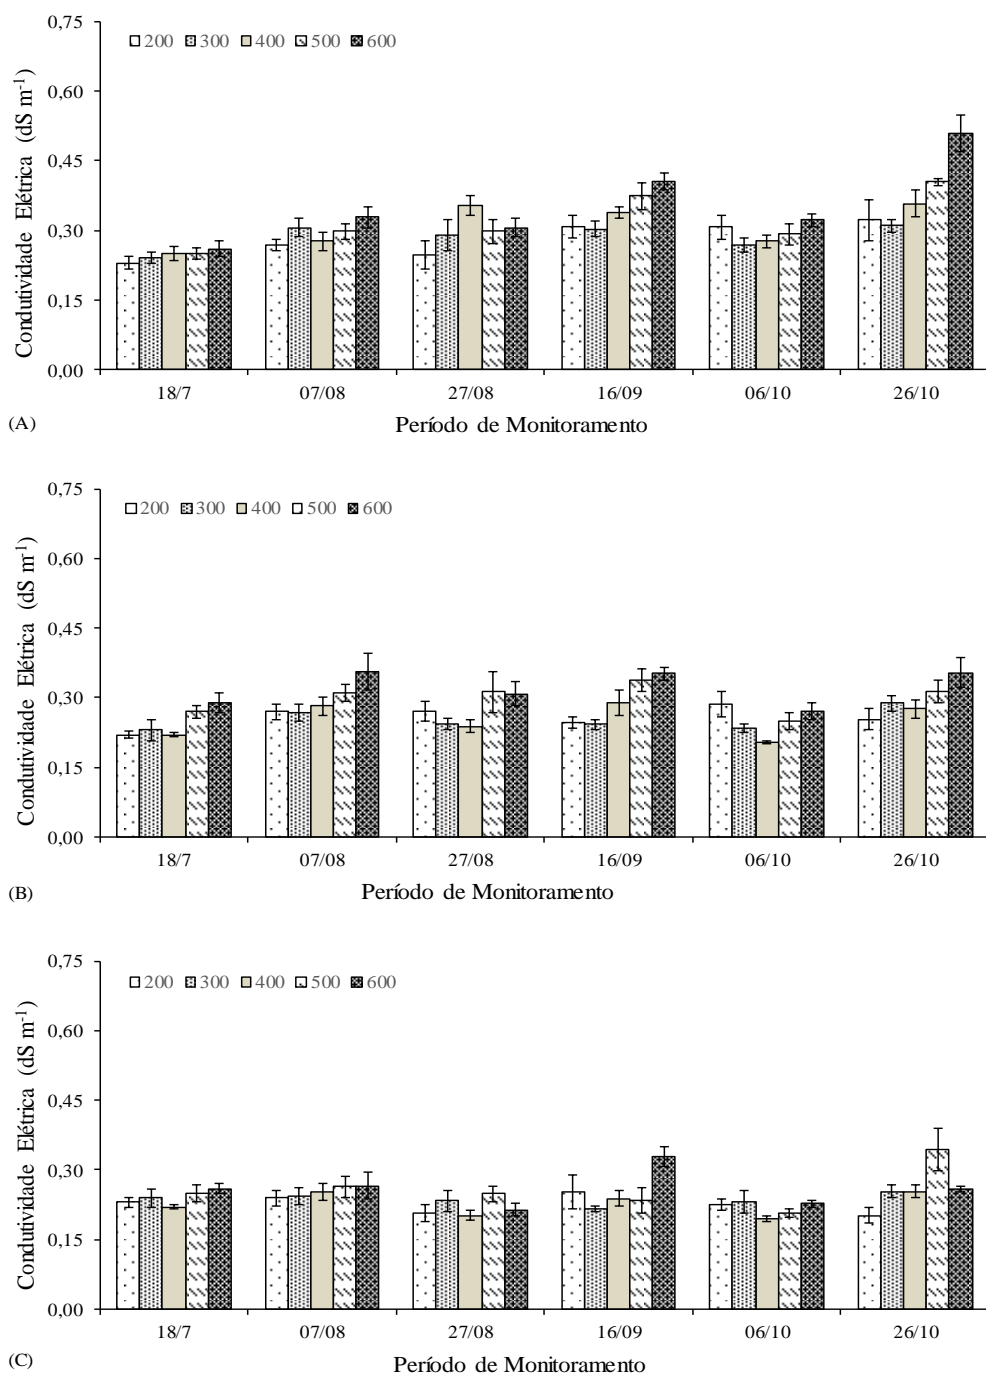 0,75
200 300 400 500 600
0,60
0,45
0,30
0,15
0,00
Condutividade Elétrica (dS m-1)
18/7 07/08 27/08 16/09 06/10 26/10
(A)
Período de Monitoramento
0,75
200 300 400 500 600
0,60
0,45
0,30
0,15
0,00
Condutividade Elétrica (dS m-1)
18/7 07/08 27/08 16/09 06/10 26/10
(B)
Período de Monitoramento
0,75
200 300 400 500 600
0,60
0,45
0,30
0,15
0,00
Condutividade Elétrica (dS m-1)
18/7 07/08 27/08 16/09 06/10 26/10
(C)
Período de Monitoramento